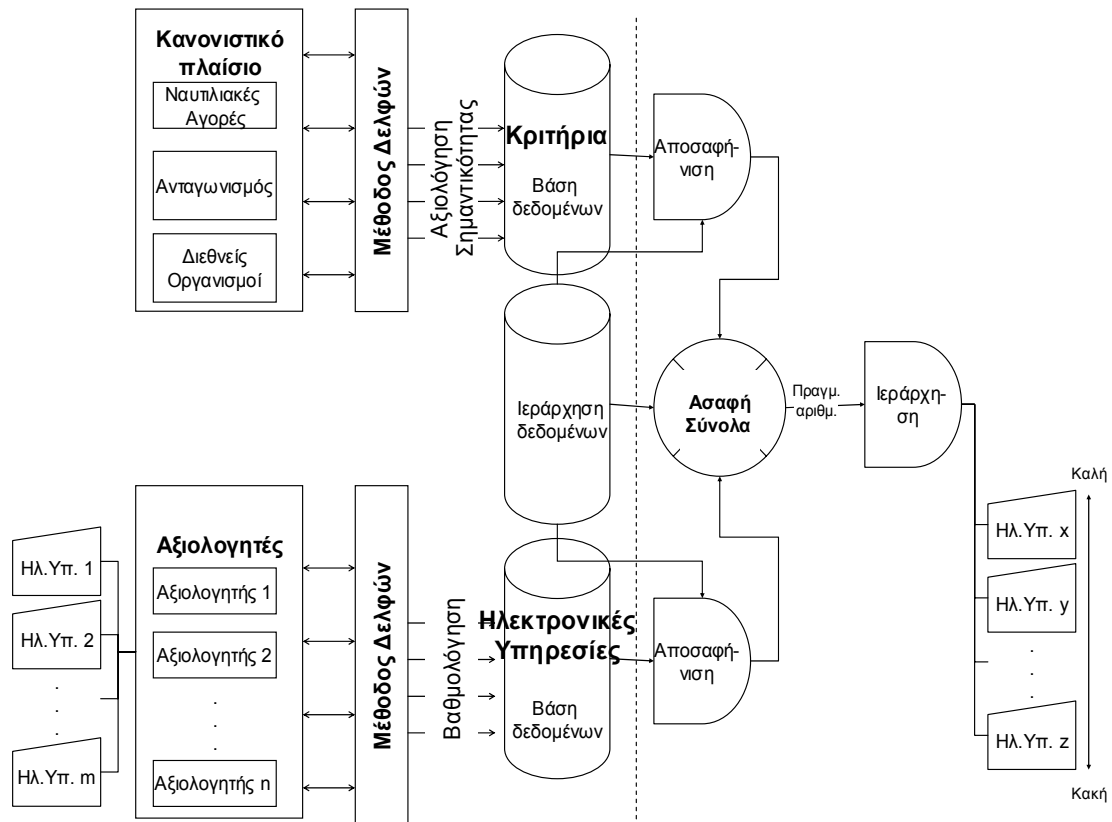 Κανονιστικό
πλαίσιο
Ναυτιλιακές
Αγορές
Ανταγωνισμός
Διεθνείς
Οργανισμοί
Μέθοδος Δελφών
Αξιολόγηση
Σημαντικότητας
Κριτήρια
Βάση
δεδομένων
Αποσαφή-
νιση
Ιεράρχηση
δεδομένων
Ασαφή
Σύνολα
Πραγμ.
αριθμ.
Ιεράρχη-
ση
Ηλ.Υπ. 1
Ηλ.Υπ. 2
.
.
.
Ηλ.Υπ. m
Αξιολογητές
Αξιολογητής 1
Αξιολογητής 2
.
.
.
.
Αξιολογητής n
Μέθοδος Δελφών
Βαθμολόγηση
Ηλεκτρονικές
Υπηρεσίες
Βάση
δεδομένων
Αποσαφή-
νιση
Καλή
Ηλ.Υπ. x
Ηλ.Υπ. y
.
.
.
Ηλ.Υπ. z
Κακή